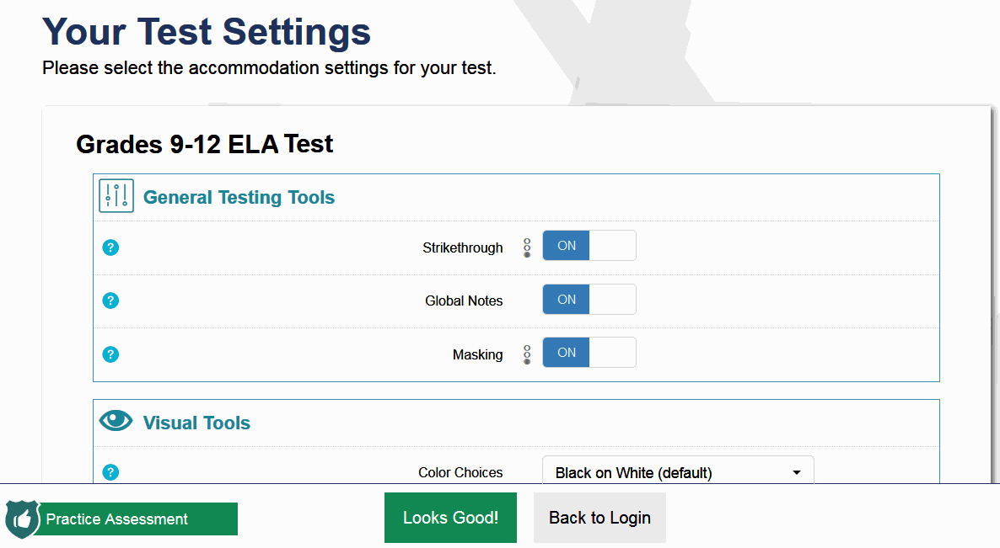 Your Test Settings
Please select the accommodation settings for your test.
Grades 9-12 ELA Test
General Testing Tools
? Strikethrough ON
? Global Notes ON
? Masking ON
Visual Tools
? Color Choices Black on White (default)
Practice Assessment Looks Good! Back to Login